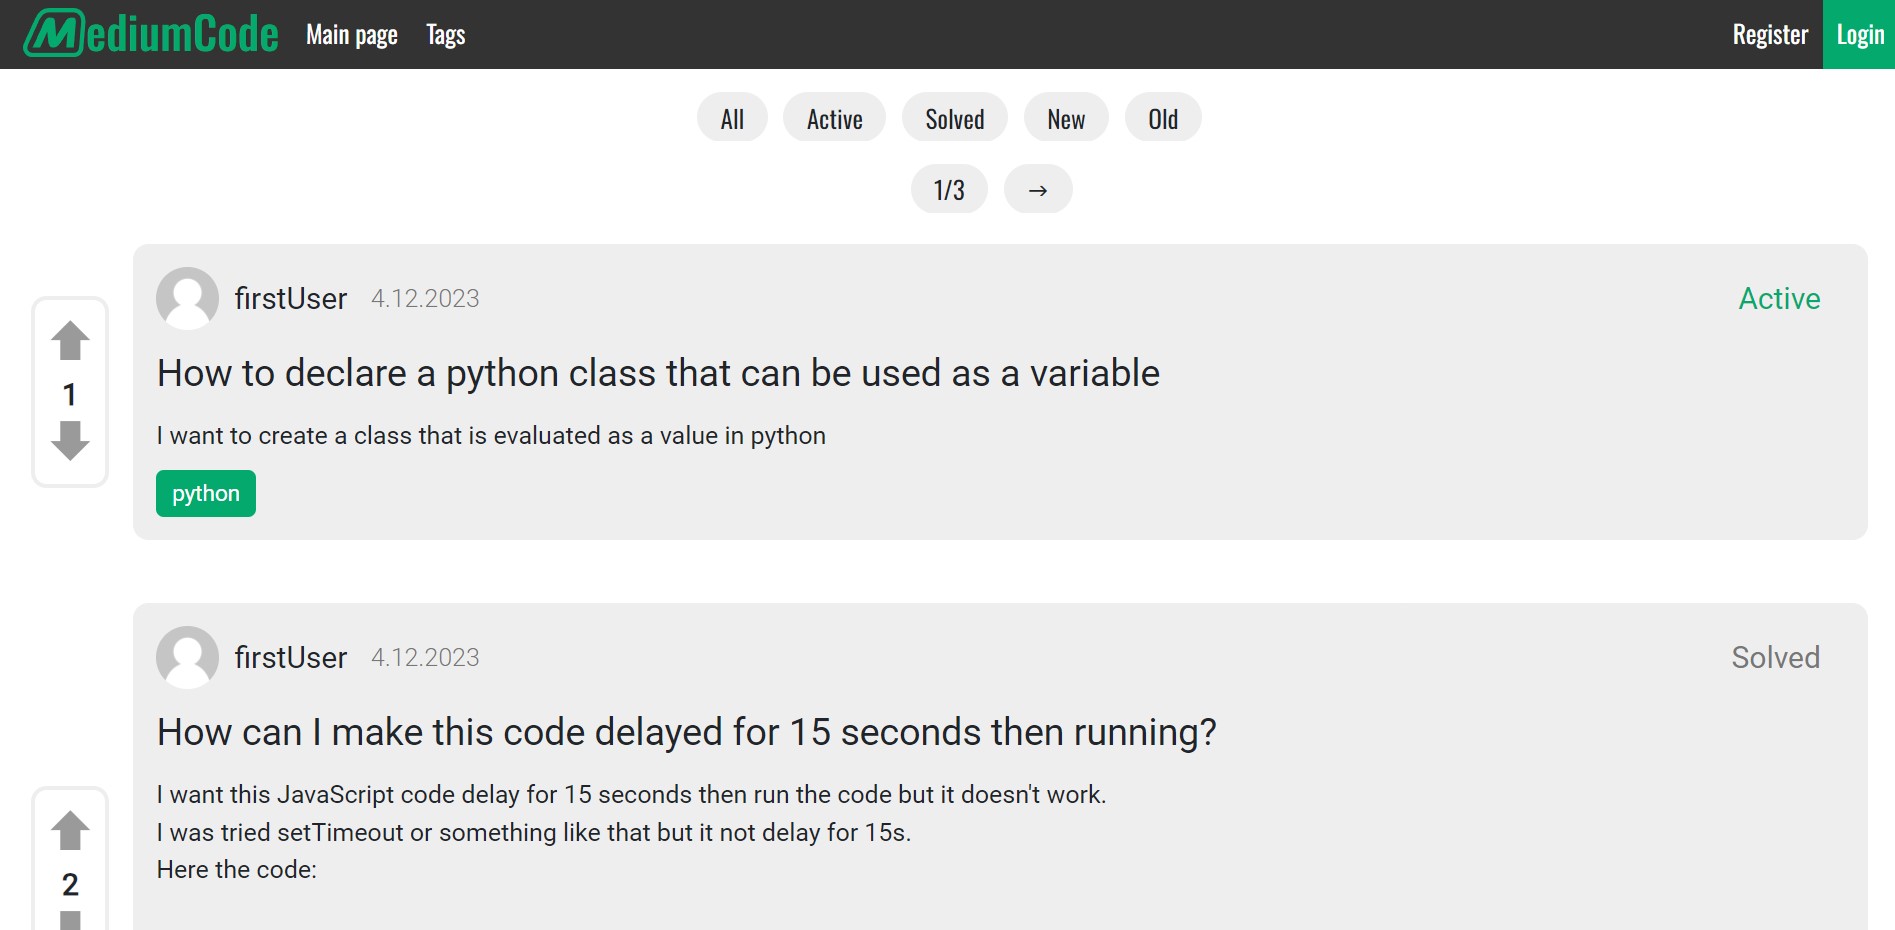 MediumCode Main page Tags Register Login
All Active Solved New Old
1/3 →
firstUser 4.12.2023 Active
How to declare a python class that can be used as a variable
1
I want to create a class that is evaluated as a value in python
python
firstUser 4.12.2023 Solved
How can I make this code delayed for 15 seconds then running?
I want this JavaScript code delay for 15 seconds then run the code but it doesn't work.
I was tried setTimeout or something like that but it not delay for 15s.
Here the code:
2